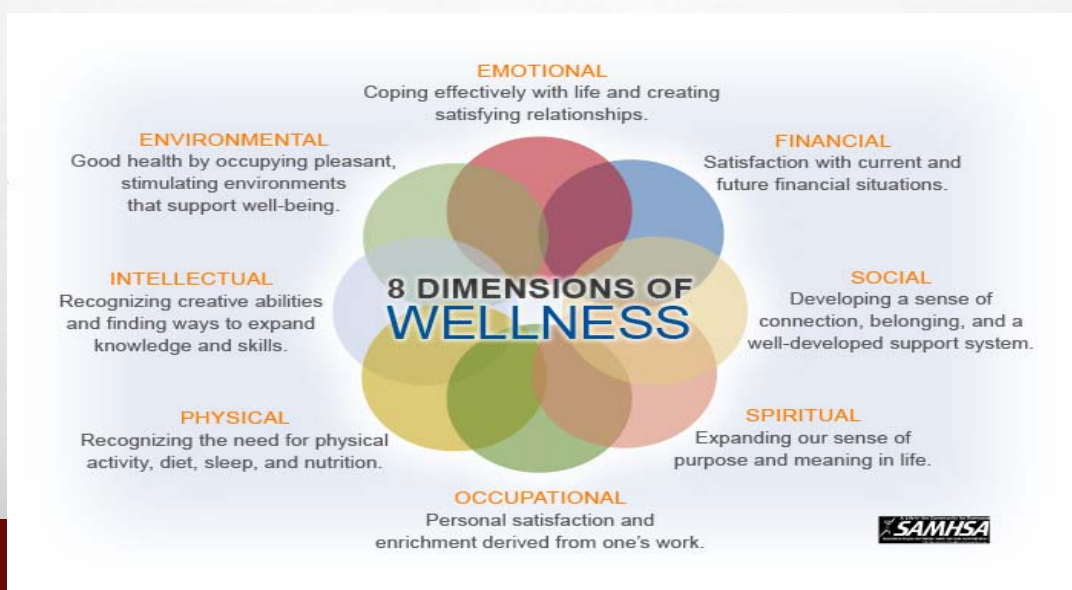 EMOTIONAL
Coping effectively with life and creating
satisfying relationships.
ENVIRONMENTAL
Good health by occupying pleasant,
stimulating environments
that support well-being.
FINANCIAL
Satisfaction with current and
future financial situations.
INTELLECTUAL
Recognizing creative abilities
and finding ways to expand
knowledge and skills.
8 DIMENSIONS OF
WELLNESS
SOCIAL
Developing a sense of
connection, belonging, and a
well-developed support system.
PHYSICAL
Recognizing the need for physical
activity, diet, sleep, and nutrition.
SPIRITUAL
Expanding our sense of
purpose and meaning in life.
OCCUPATIONAL
Personal satisfaction and
enrichment derived from one's work.
SAMHSA